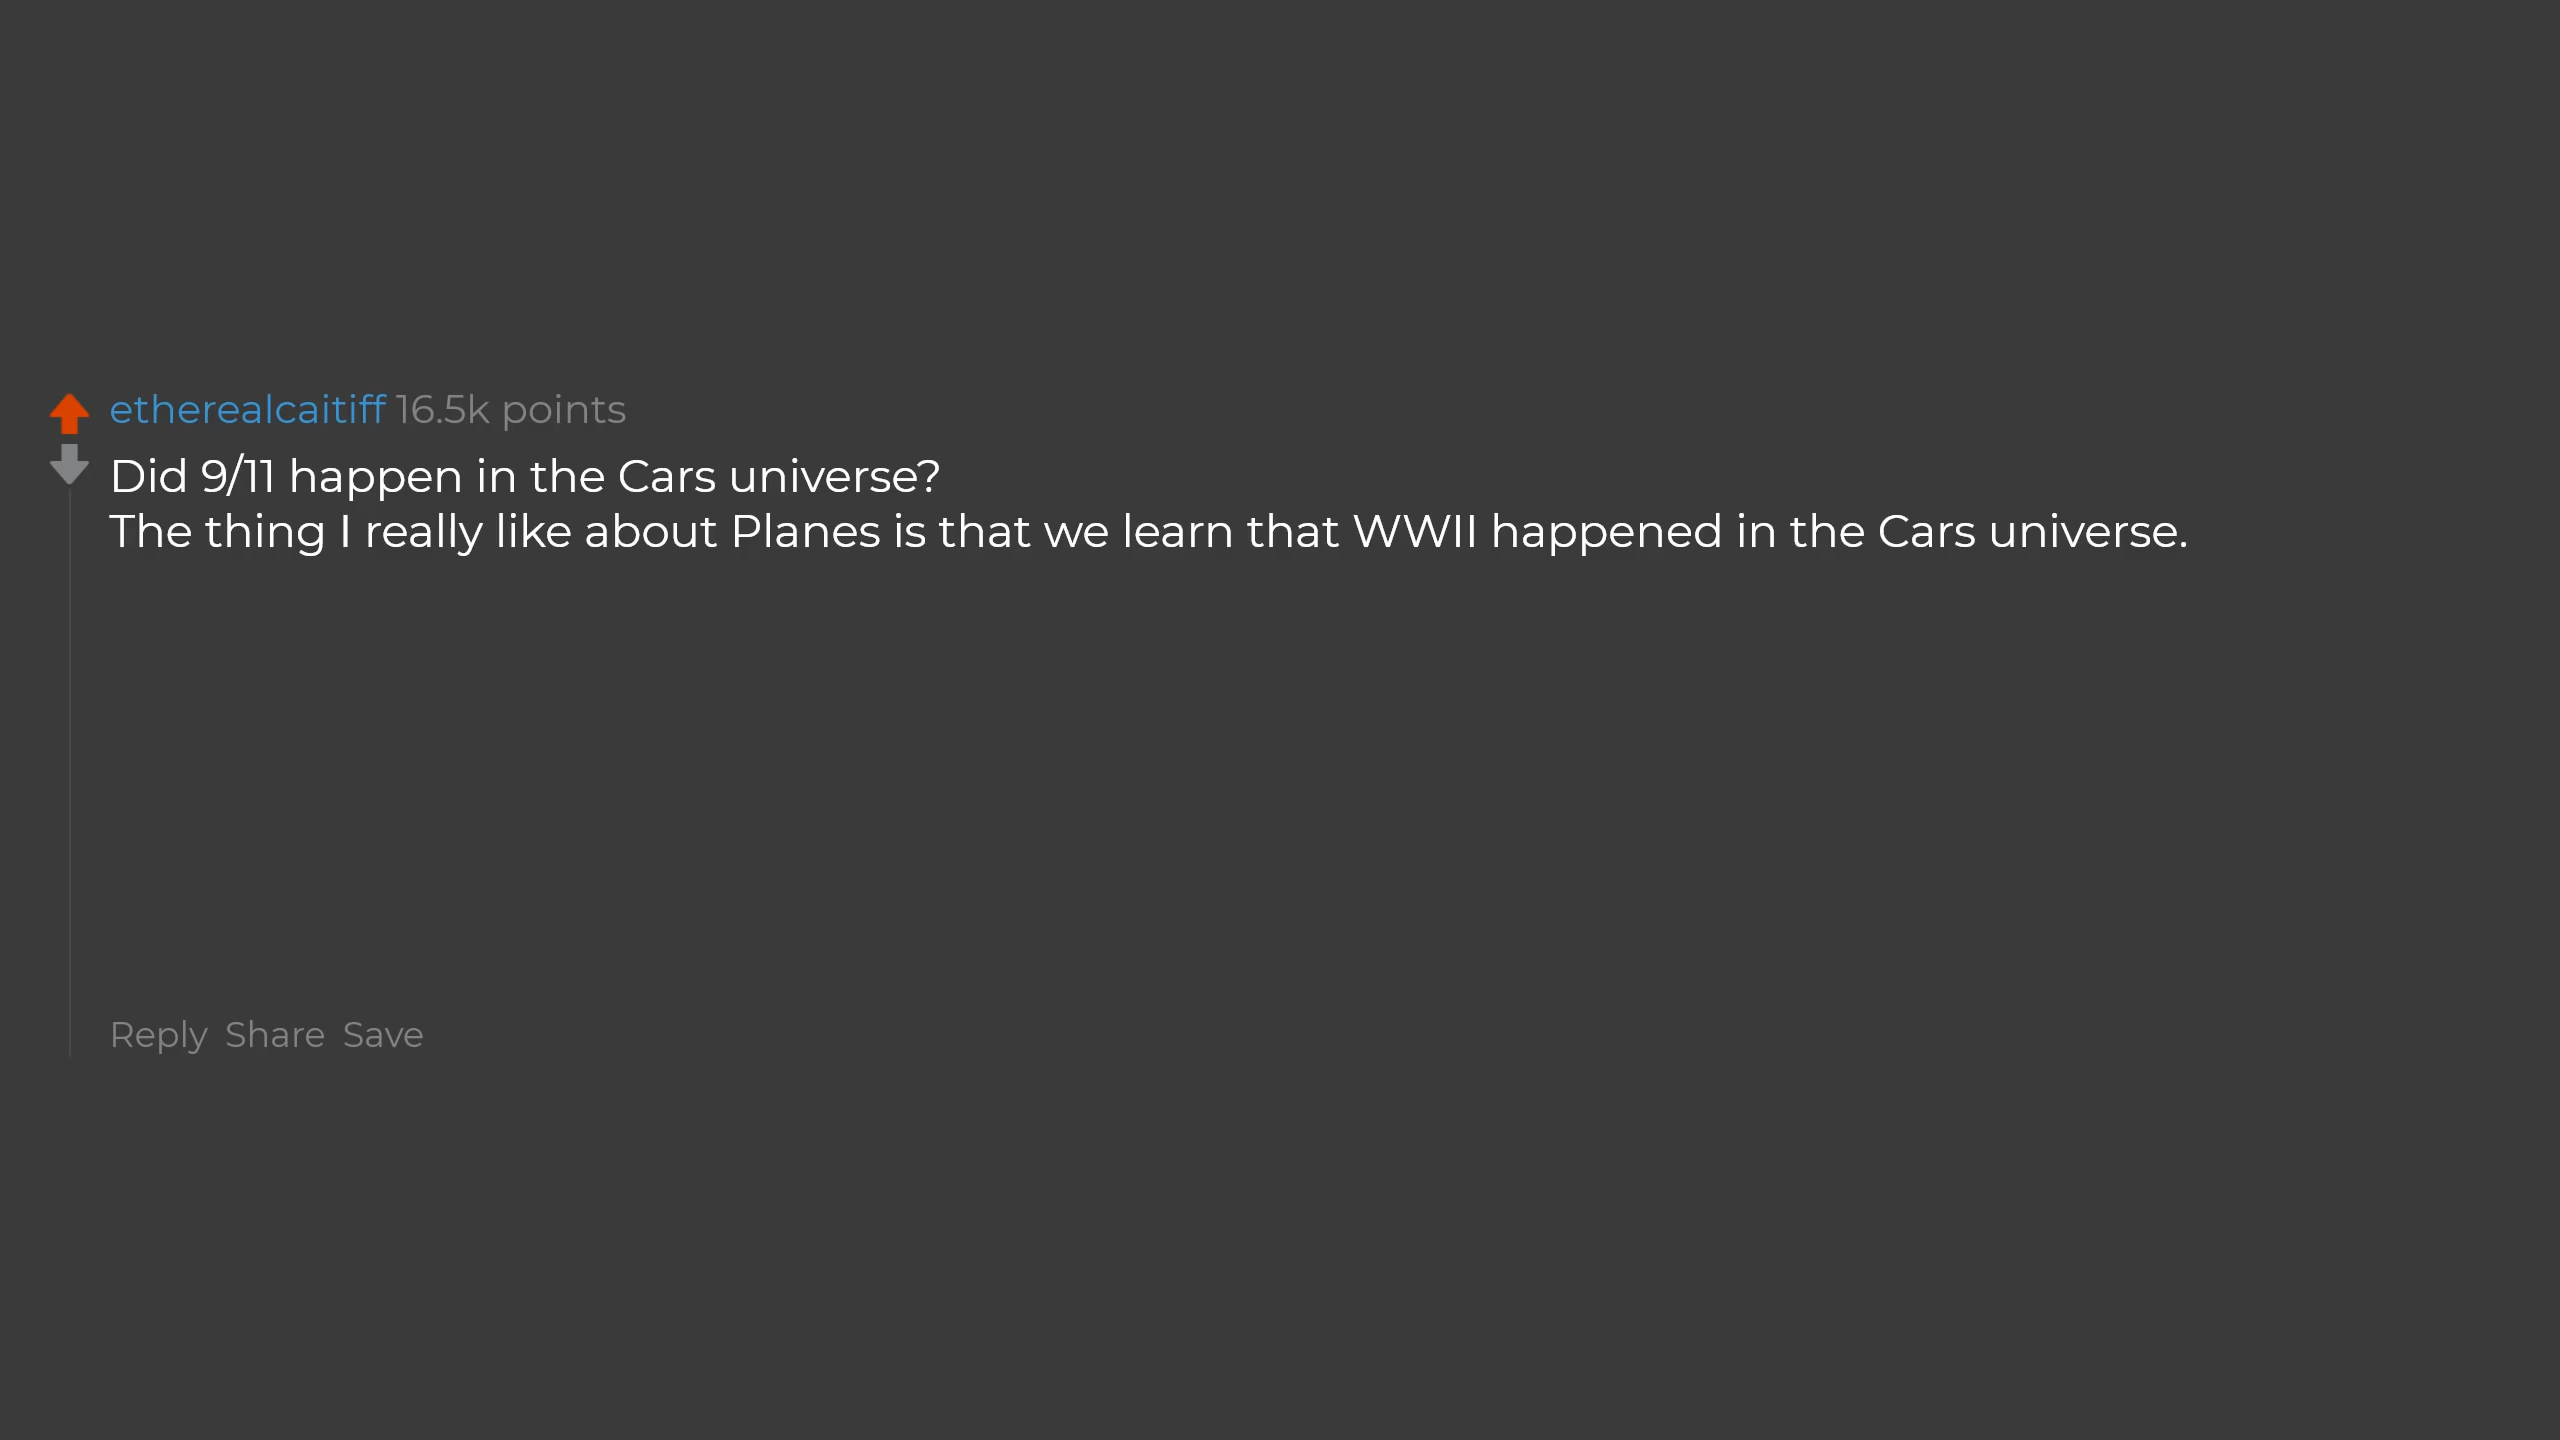 etherealcaitiff 16.5k points
Did 9/11 happen in the Cars universe?
The thing I really like about Planes is that we learn that WWII happened in the Cars universe.
Reply Share Save